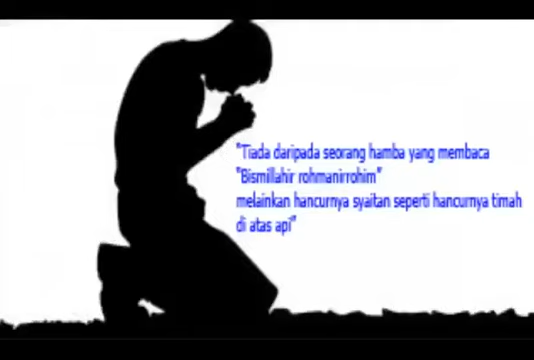 "Tiada daripada seorang hamba yang membaca
"Bismillahir rohmanirrohim"
melainkan hancurnya syaitan seperti hancurnya timah
di atas api"